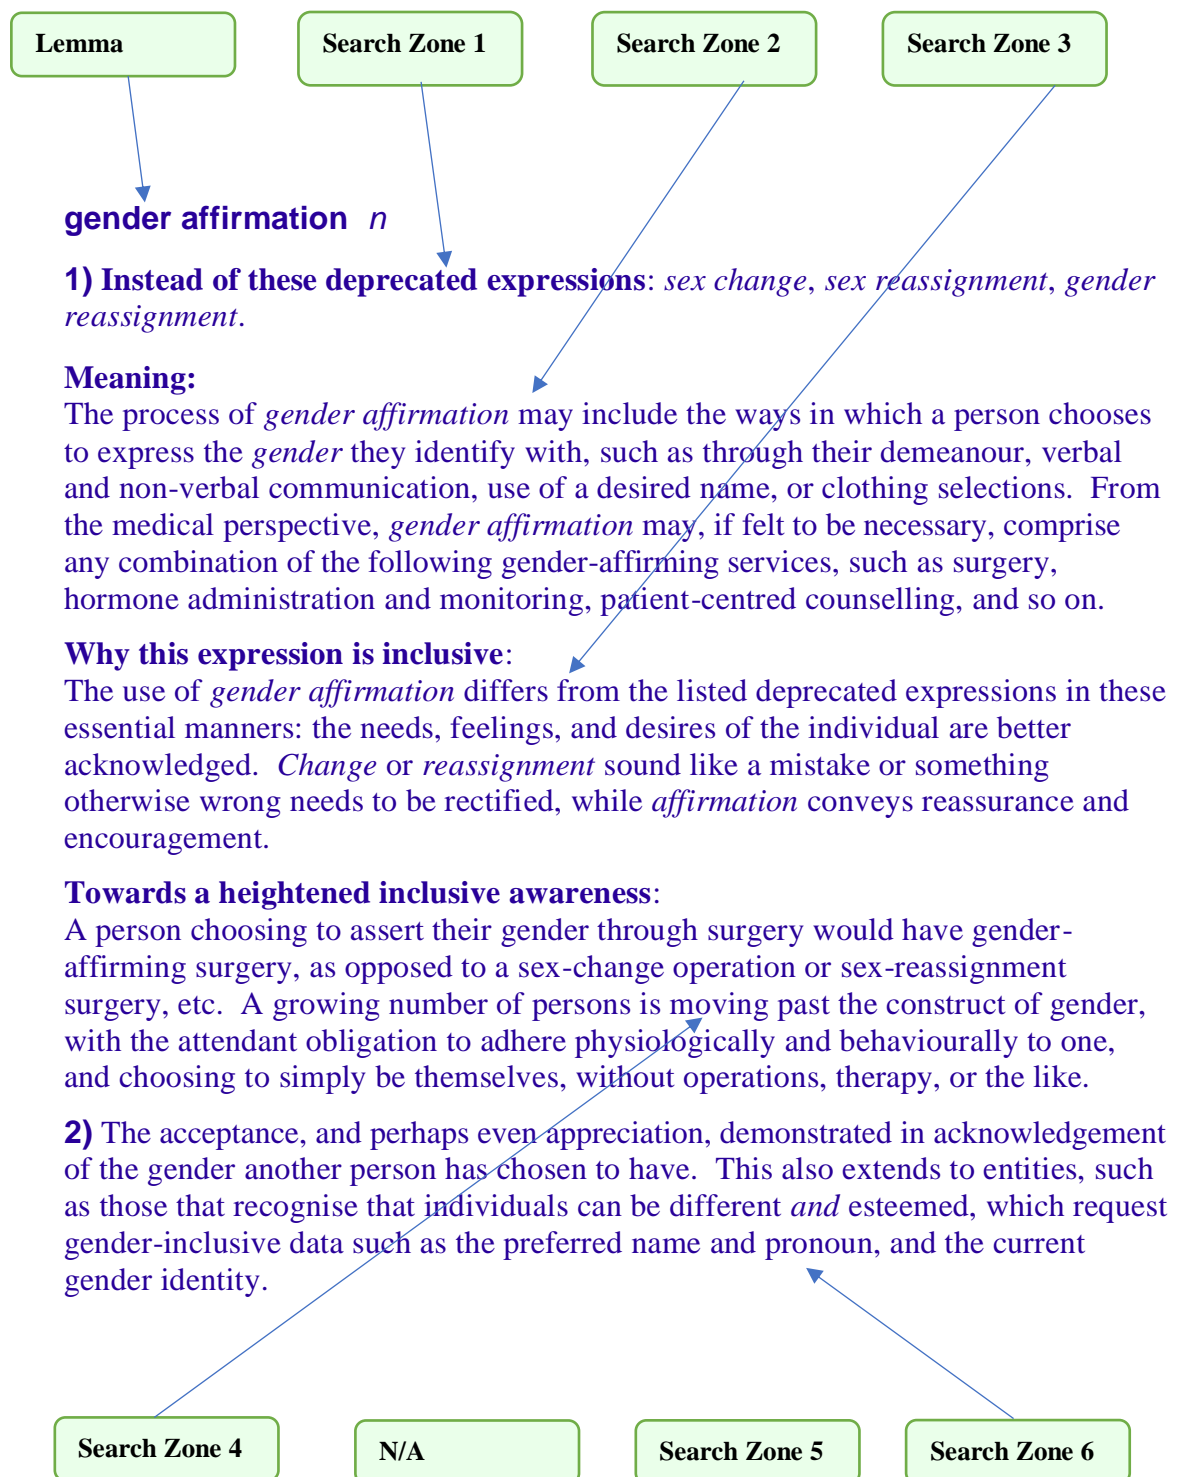 Lemma
Search Zone 1
Search Zone 2
Search Zone 3
gender affirmation n
1) Instead of these deprecated expressions: sex change, sex reassignment, gender
reassignment.
Meaning:
The process of gender affirmation may include the ways in which a person chooses
to express the gender they identify with, such as through their demeanour, verbal
and non-verbal communication, use of a desired name, or clothing selections. From
the medical perspective, gender affirmation may, if felt to be necessary, comprise
any combination of the following gender-affirming services, such as surgery,
hormone administration and monitoring, patient-centred counselling, and so on.
Why this expression is inclusive:
The use of gender affirmation differs from the listed deprecated expressions in these
essential manners: the needs, feelings, and desires of the individual are better
acknowledged. Change or reassignment sound like a mistake or something
otherwise wrong needs to be rectified, while affirmation conveys reassurance and
encouragement.
Towards a heightened inclusive awareness:
A person choosing to assert their gender through surgery would have gender-
affirming surgery, as opposed to a sex-change operation or sex-reassignment
surgery, etc. A growing number of persons is moving past the construct of gender,
with the attendant obligation to adhere physiologically and behaviourally to one,
and choosing to simply be themselves, without operations, therapy, or the like.
2) The acceptance, and perhaps even appreciation, demonstrated in acknowledgement
of the gender another person has chosen to have. This also extends to entities, such
as those that recognise that individuals can be different and esteemed, which request
gender-inclusive data such as the preferred name and pronoun, and the current
gender identity.
Search Zone 4
N/A
Search Zone 5
Search Zone 6